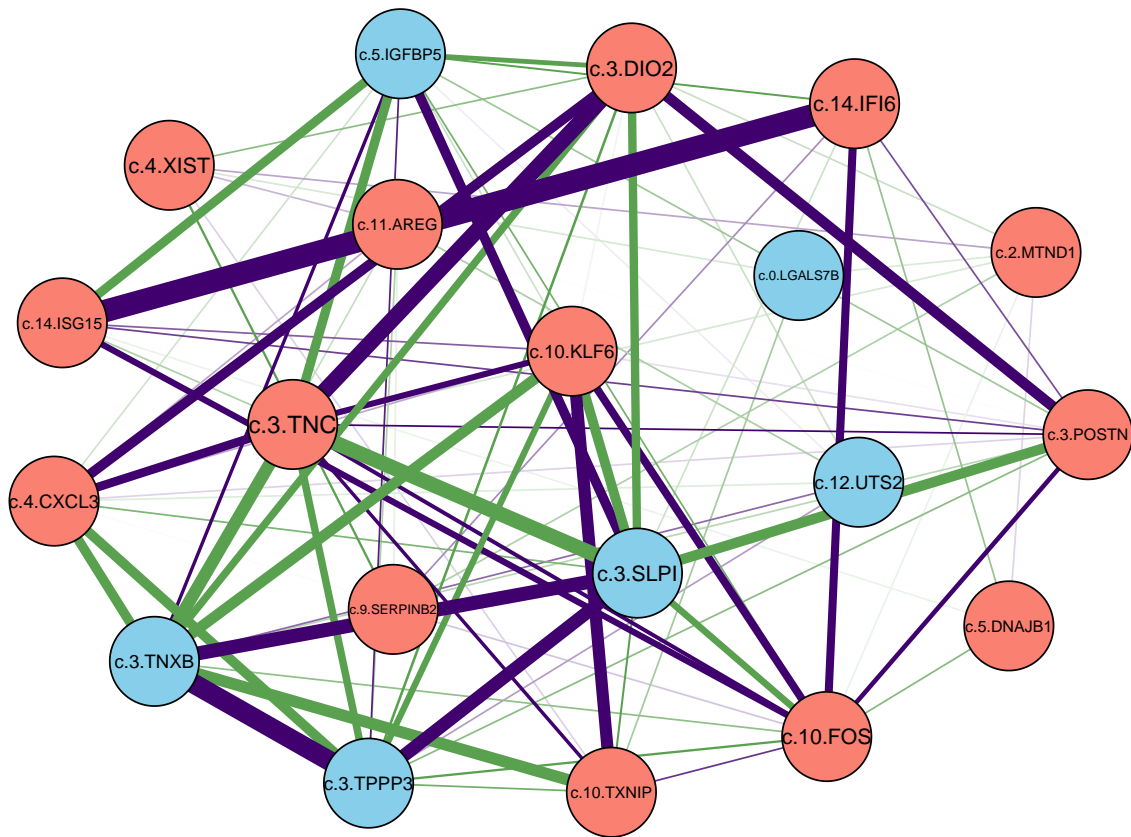 c.5.IGFBP5
c.3.DIO2
c.14.IFI6
c.4.XIST
c.11.AREG
c.2.MTND1
c.0.LGALS7B
c.14.ISG15
c.10.KLF6
c.3.TNC
c.3.POSTN
c.12.UTS2
c.4.CXCL3
c.3.SLPI
c.9.SERPINB2
c.5.DNAJB1
c.3.TNXB
c.10.FOS
c.3.TPPP3
c.10.TXNIP